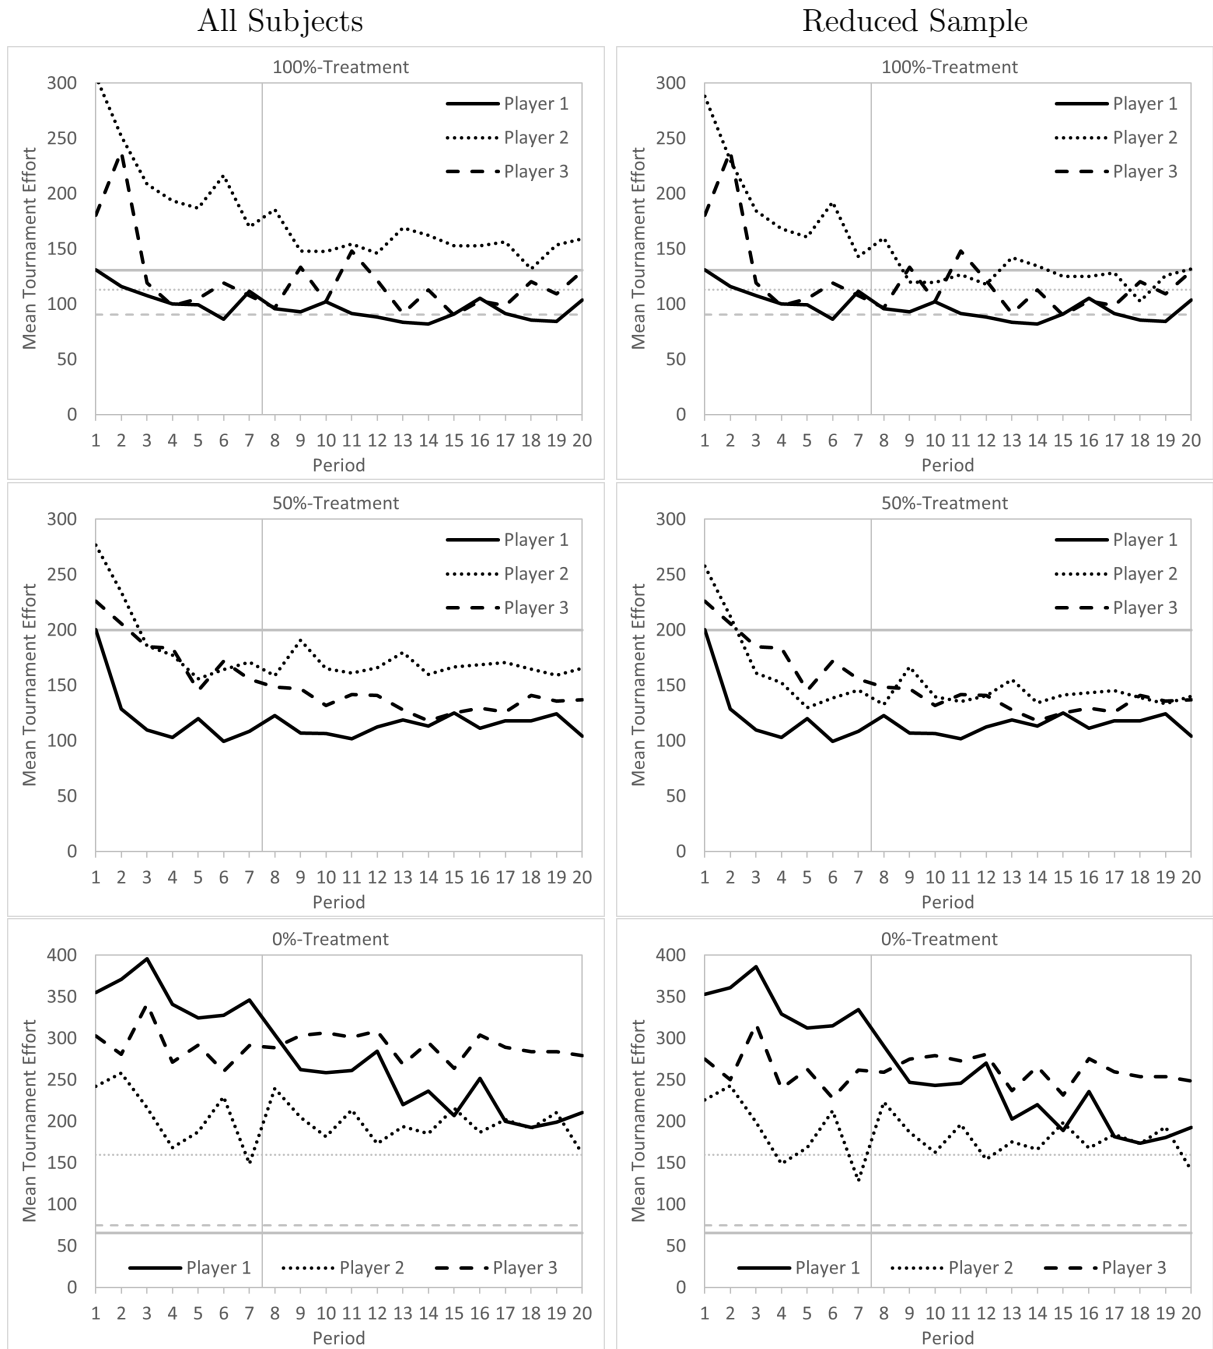 All Subjects
Reduced Sample
100%-Treatment
Mean Tournament Effort
300
250
200
150
100
50
0
Player 1
Player 2
Player 3
1 2 3 4 5 6 7 8 9 10 11 12 13 14 15 16 17 18 19 20
Period
100%-Treatment
Mean Tournament Effort
300
250
200
150
100
50
0
Player 1
Player 2
Player 3
1 2 3 4 5 6 7 8 9 10 11 12 13 14 15 16 17 18 19 20
Period
50%-Treatment
Mean Tournament Effort
300
250
200
150
100
50
0
Player 1
Player 2
Player 3
1 2 3 4 5 6 7 8 9 10 11 12 13 14 15 16 17 18 19 20
Period
50%-Treatment
Mean Tournament Effort
300
250
200
150
100
50
0
Player 1
Player 2
Player 3
1 2 3 4 5 6 7 8 9 10 11 12 13 14 15 16 17 18 19 20
Period
0%-Treatment
Mean Tournament Effort
400
350
300
250
200
150
100
50
0
Player 1 Player 2 Player 3
1 2 3 4 5 6 7 8 9 10 11 12 13 14 15 16 17 18 19 20
Period
0%-Treatment
Mean Tournament Effort
400
350
300
250
200
150
100
50
0
Player 1 Player 2 Player 3
1 2 3 4 5 6 7 8 9 10 11 12 13 14 15 16 17 18 19 20
Period